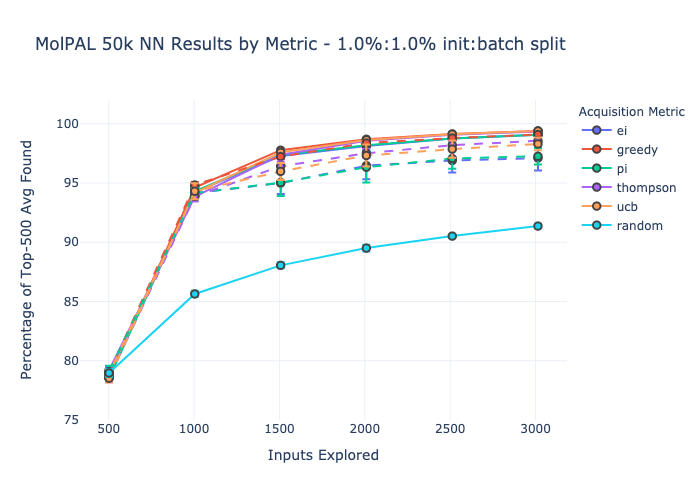 MolPAL 50k NN Results by Metric - 1.0%:1.0% init:batch split
Percentage of Top-500 Avg Found
100
95
90
85
80
75
500
1000
1500
2000
2500
3000
Inputs Explored
Acquisition Metric
ei
greedy
pi
thompson
ucb
random